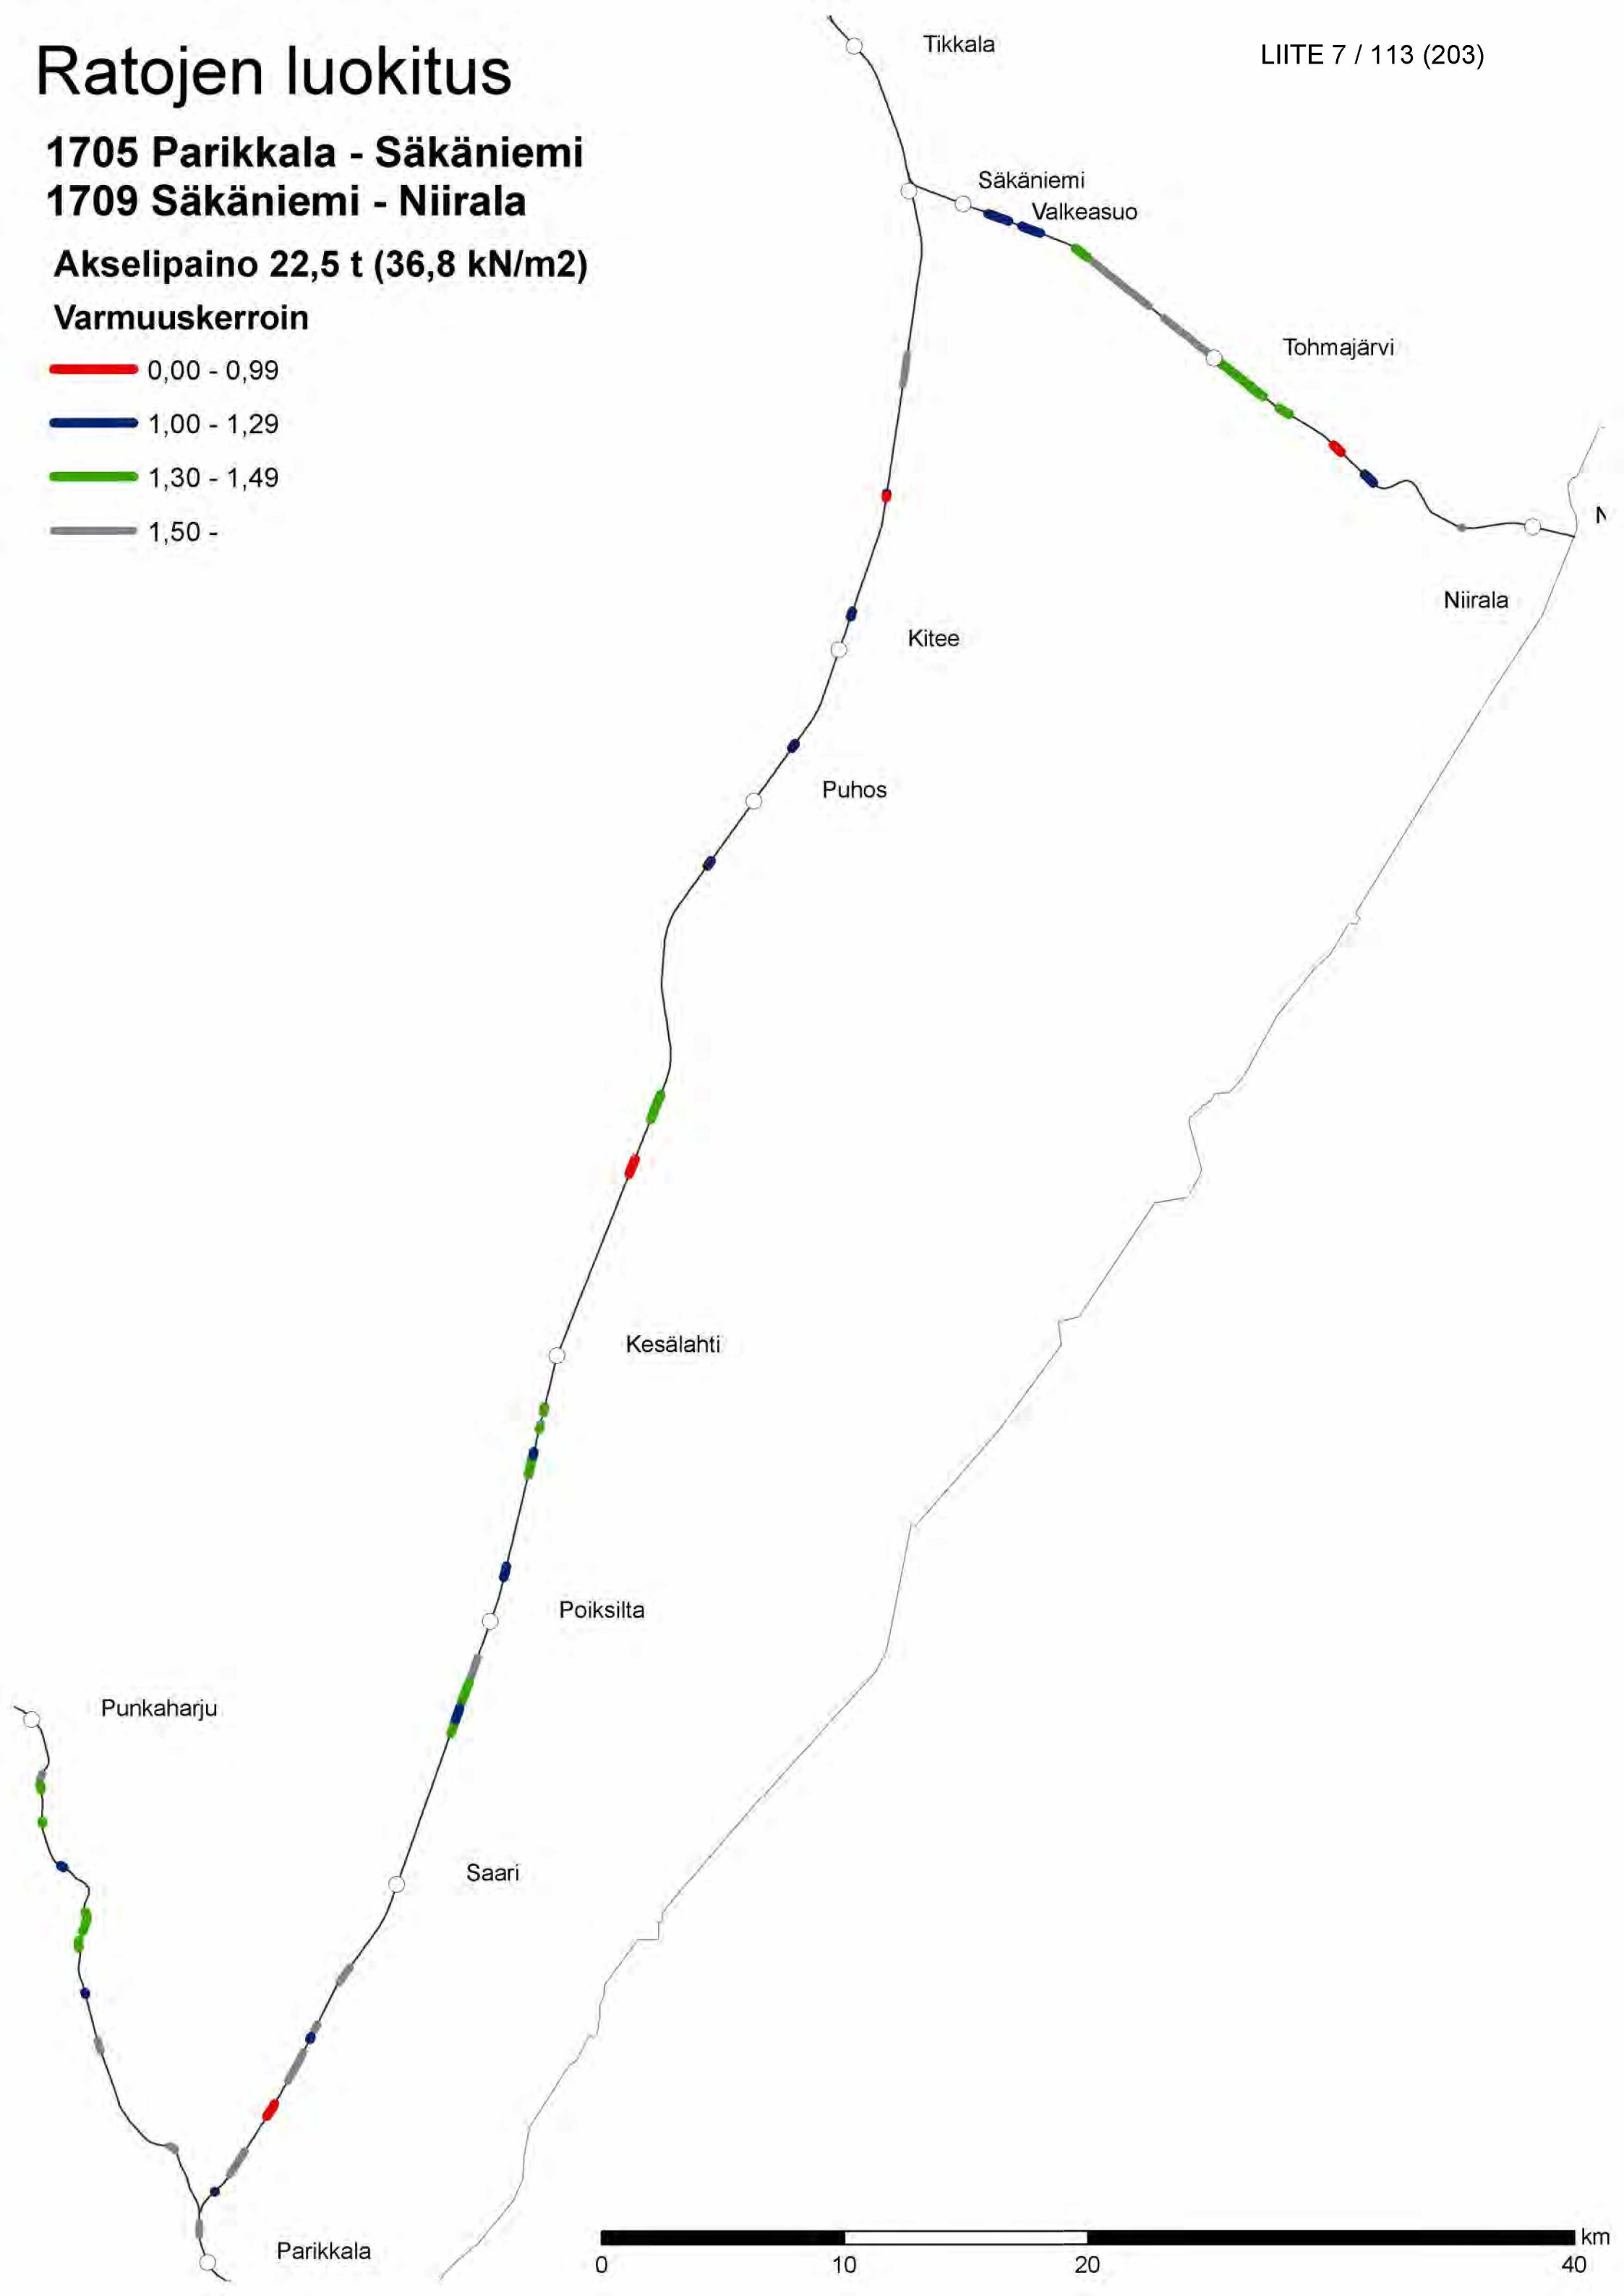 Ratojen luokitus
LIITE 7 / 113 (203)
1705 Parikkala - Säkäniemi
1709 Säkäniemi - Niirala
Akselipaino 22,5 t (36,8 kN/m2)
Varmuuskerroin
0,00 - 0,99
1,00 - 1,29
1,30 - 1,49
1,50 -
Tikkala
Säkäniemi
Valkeasuo
Tohmajärvi
Niirala
Kitee
Puhos
Kesälahti
Poiksilta
Punkaharju
Saari
Parikkala
km
0 10 20 40